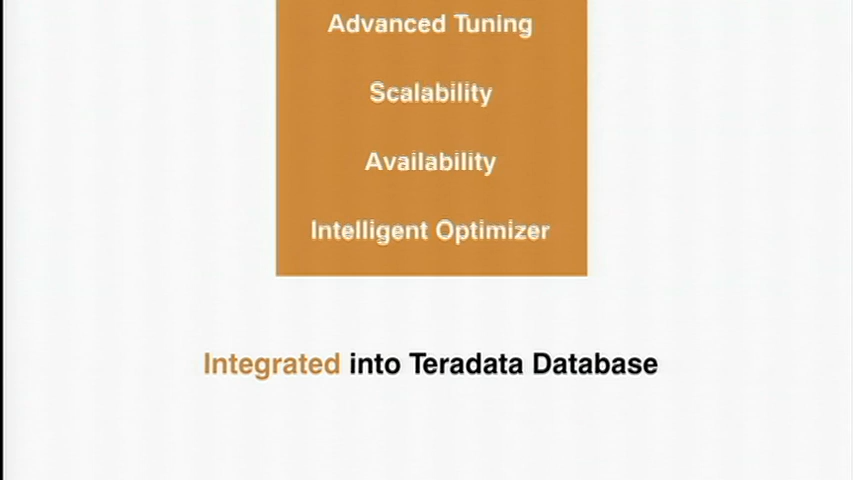 Advanced Tuning
Scalability
Availability
Intelligent Optimizer
Integrated into Teradata Database